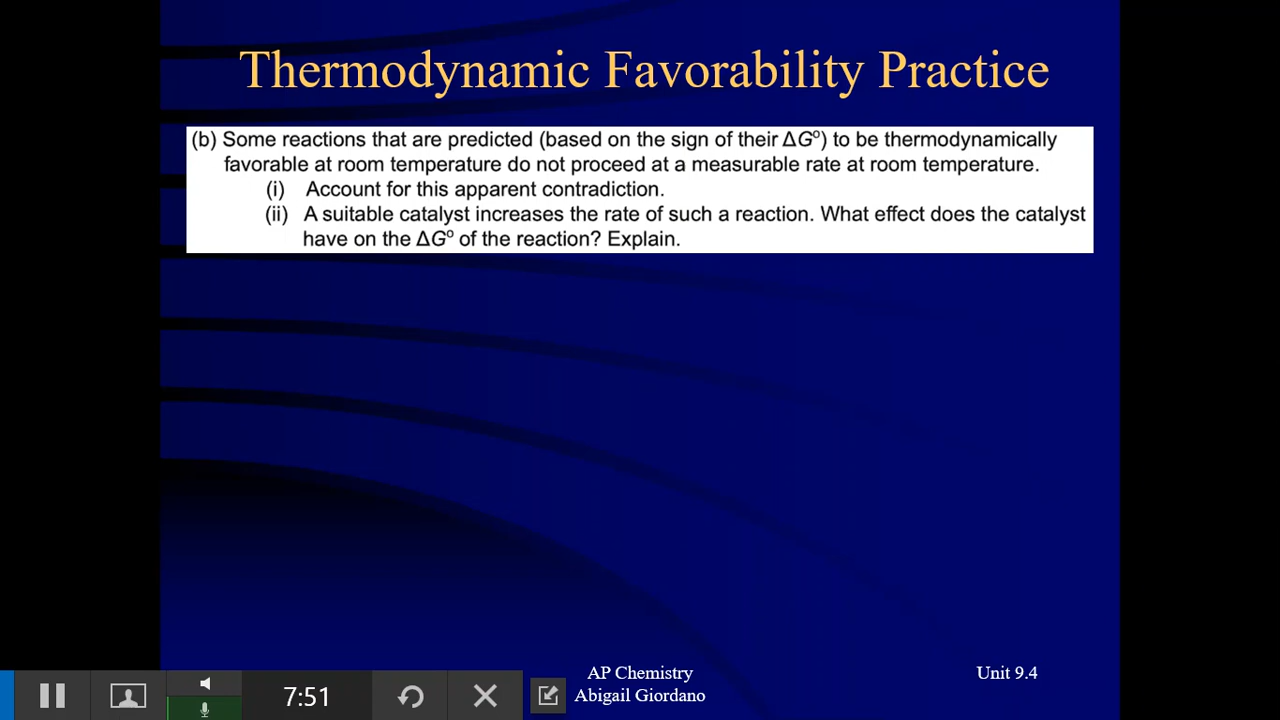 Thermodynamic Favorability Practice
(b) Some reactions that are predicted (based on the sign of their ΔG°) to be thermodynamically
favorable at room temperature do not proceed at a measurable rate at room temperature.
(i) Account for this apparent contradiction.
(ii) A suitable catalyst increases the rate of such a reaction. What effect does the catalyst
have on the ΔG° of the reaction? Explain.
AP Chemistry
Abigail Giordano
Unit 9.4
7:51